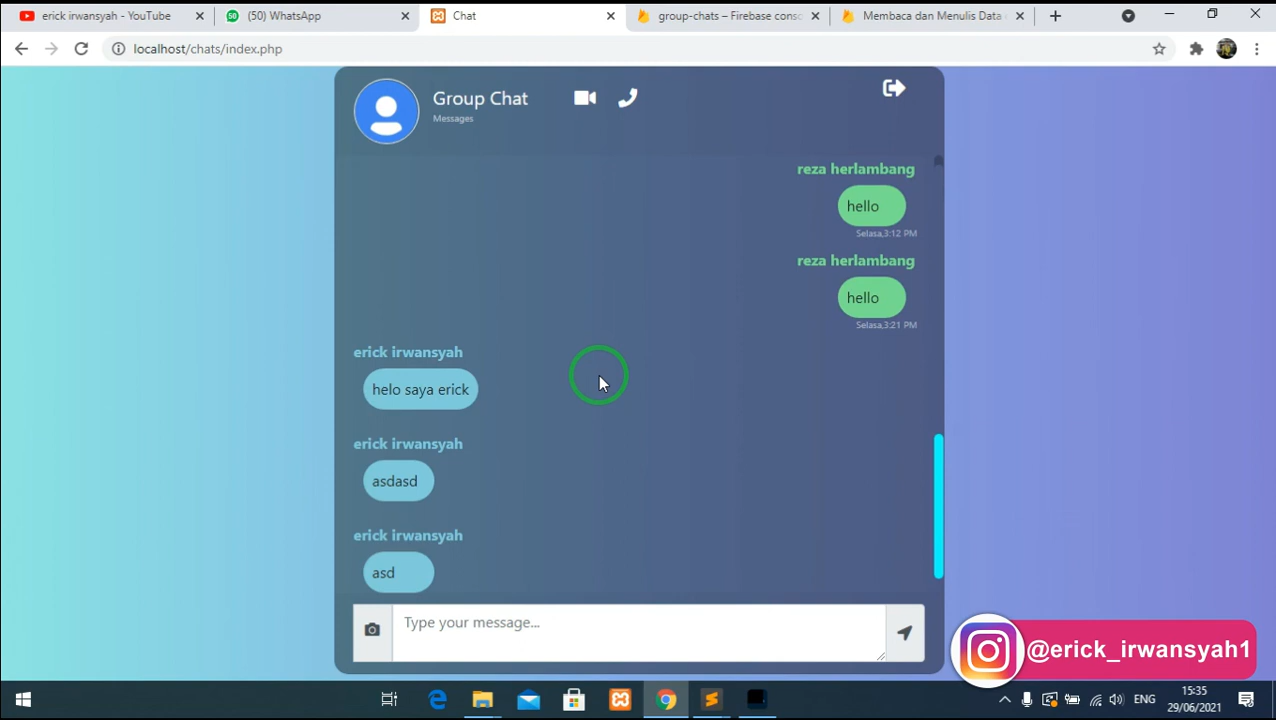 erick irwansyah - YouTube
(50) WhatsApp
Chat
group-chats – Firebase conso
Membaca dan Menulis Data
localhost/chats/index.php
Group Chat
Messages
reza herlambang
hello
Selasa,3:12 PM
reza herlambang
hello
Selasa,3:21 PM
erick irwansyah
helo saya erick
erick irwansyah
asdasd
erick irwansyah
asd
Type your message...
@erick_irwansyah1
ENG
15:35
29/06/2021